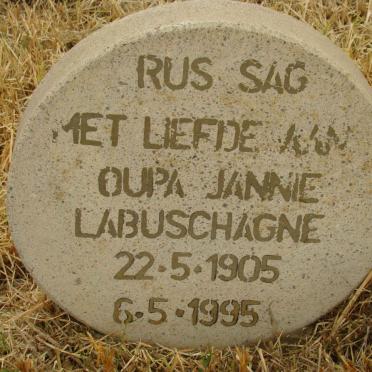 RUS SAG
MET LIEFDE AAN
OUPA JANNIE
LABUSCHAGNE
22·5·1905
6·5·1995